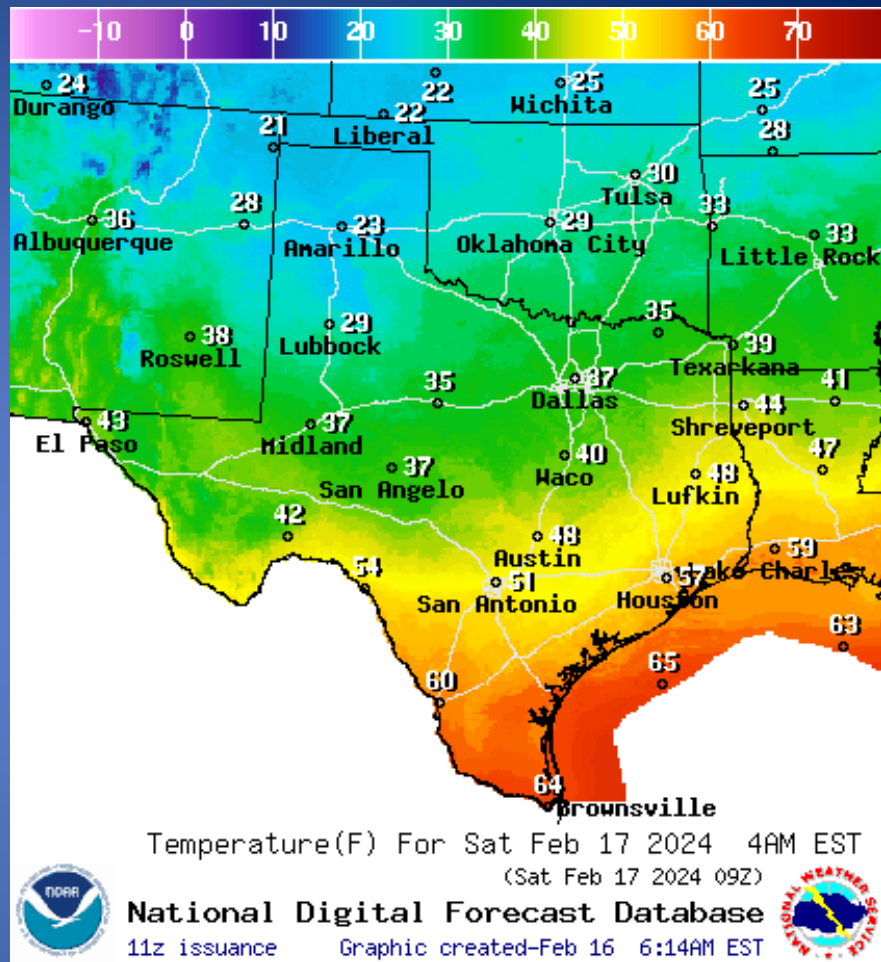 -10 0 10 20 30 40 50 60 70
24
Durango
22
22
Liberal
25
Wichita
25
28
21
30
Tulsa
36
Albuquerque
28
23
Amarillo
29
Oklahoma City
33
33
Little Rock
38
Roswell
29
Lubbock
35
39
Texarkana
37
Dallas
35
43
El Paso
37
Midland
44
Shreveport
41
37
San Angelo
40
Waco
48
Lufkin
47
42
48
Austin
54
51
San Antonio
57
Houston
59
Lake Charles
60
65
63
64
Brownsville
Temperature(F) For Sat Feb 17 2024 4AM EST
(Sat Feb 17 2024 09Z)
National Digital Forecast Database
11z issuance Graphic created-Feb 16 6:14AM EST
NOAA
NATIONAL WEATHER SERVICE